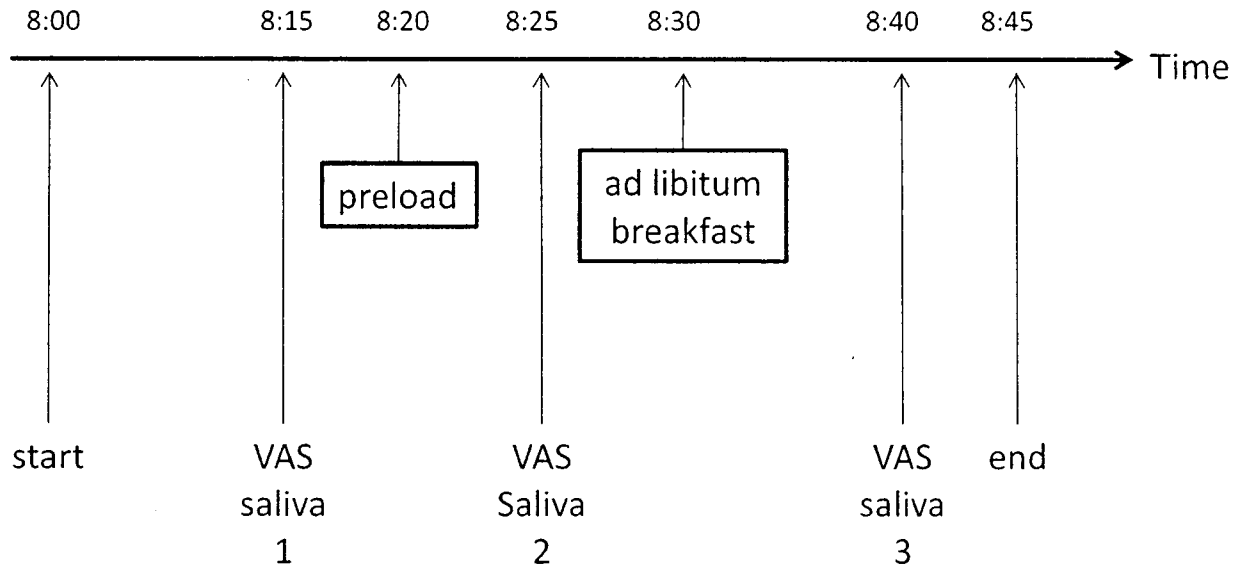 8:00 8:15 8:20 8:25 8:30 8:40 8:45
Time
preload
ad libitum
breakfast
start VAS VAS VAS end
saliva Saliva saliva
1 2 3